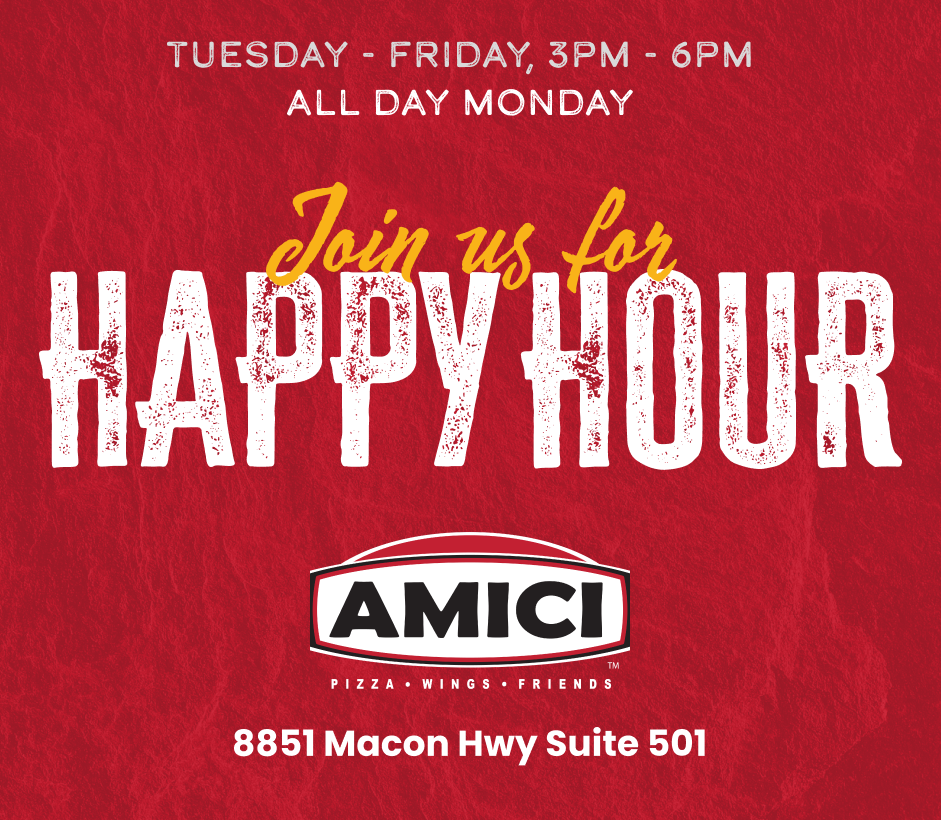 TUESDAY - FRIDAY, 3PM - 6PM
ALL DAY MONDAY
Join us for
HAPPY HOUR
AMICI
TM
PIZZA • WINGS • FRIENDS
8851 Macon Hwy Suite 501